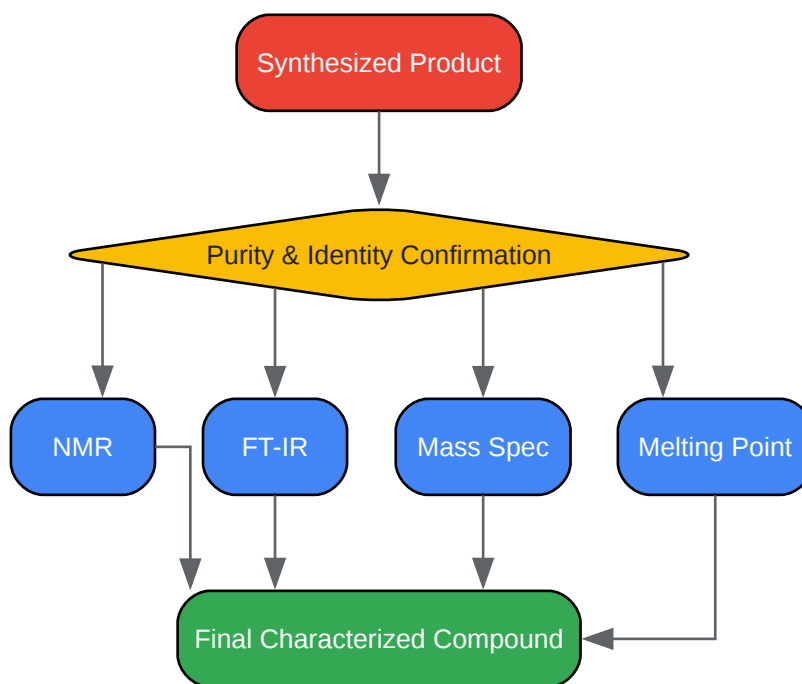 Synthesized Product
Purity & Identity Confirmation
NMR
FT-IR
Mass Spec
Melting Point
Final Characterized Compound